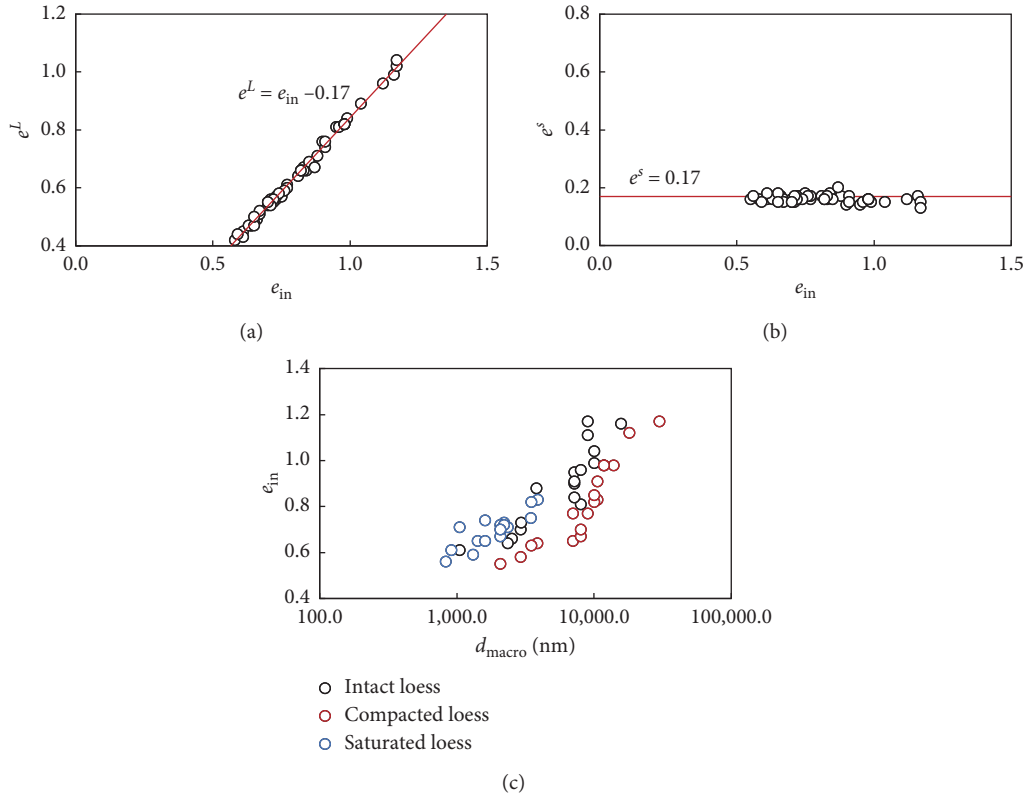 1.2
1.0
0.8
0.6
0.4
e^L
e^L = e_in –0.17
0.0
0.5
1.0
1.5
e_in
(a)
0.8
0.6
0.4
0.2
0.0
e^s
e^s = 0.17
0.0
0.5
1.0
1.5
e_in
(b)
1.4
1.2
1.0
0.8
0.6
0.4
e_in
100.0
1,000.0
10,000.0
100,000.0
d_macro (nm)
Intact loess
Compacted loess
Saturated loess
(c)